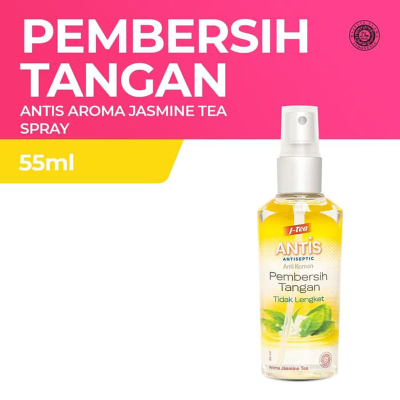 PEMBERSIH
TANGAN
ANTIS AROMA JASMINE TEA
SPRAY
55ml
J-Tea
ANTIS
ANTISEPTIC
Anti Kuman
Pembersih
Tangan
Tidak Lengket
Aroma Jasmine Tea